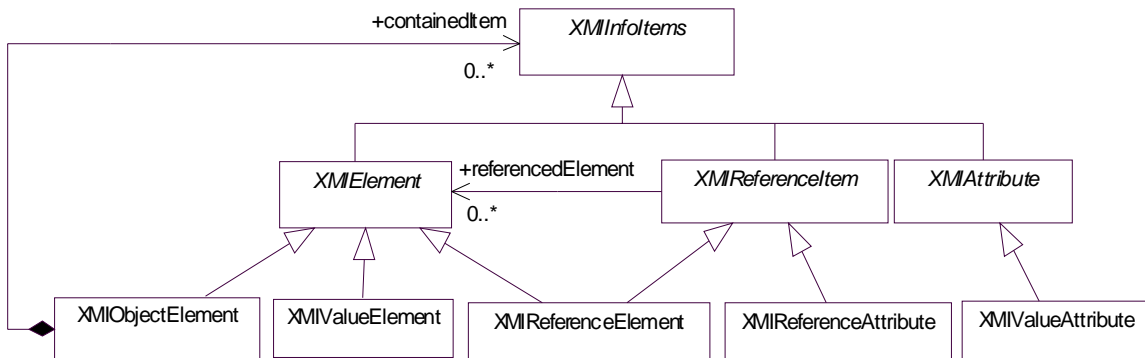 +containedItem
XMIInfoItems
0..*
+referencedElement
XMIElement
XMIReferenceItem
XMIAttribute
0..*
XMIObjectElement
XMIValueElement
XMIReferenceElement
XMIReferenceAttribute
XMIValueAttribute